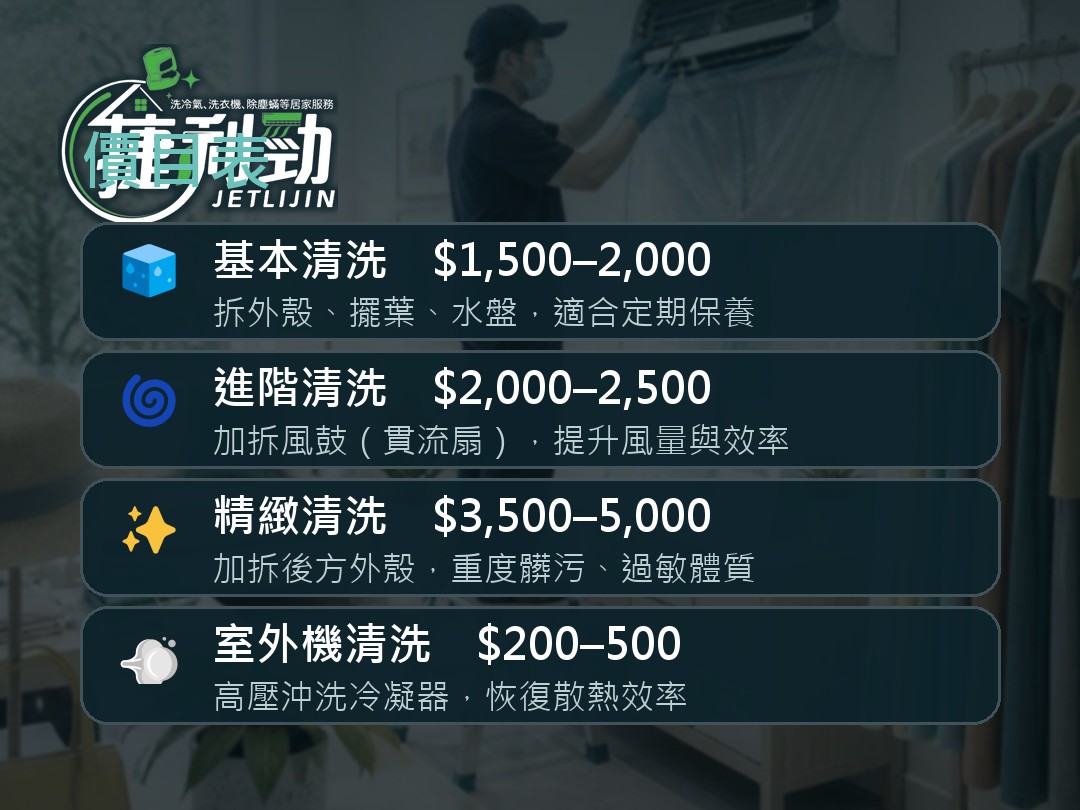 洗冷氣、洗衣機、除塵蟎等居家服務
價目表
JETLIJIN
基本清洗 $1,500–2,000
拆外殼、擺葉、水盤，適合定期保養
進階清洗 $2,000–2,500
加拆風鼓（貫流扇），提升風量與效率
精緻清洗 $3,500–5,000
加拆後方外殼，重度髒污、過敏體質
室外機清洗 $200–500
高壓沖洗冷凝器，恢復散熱效率